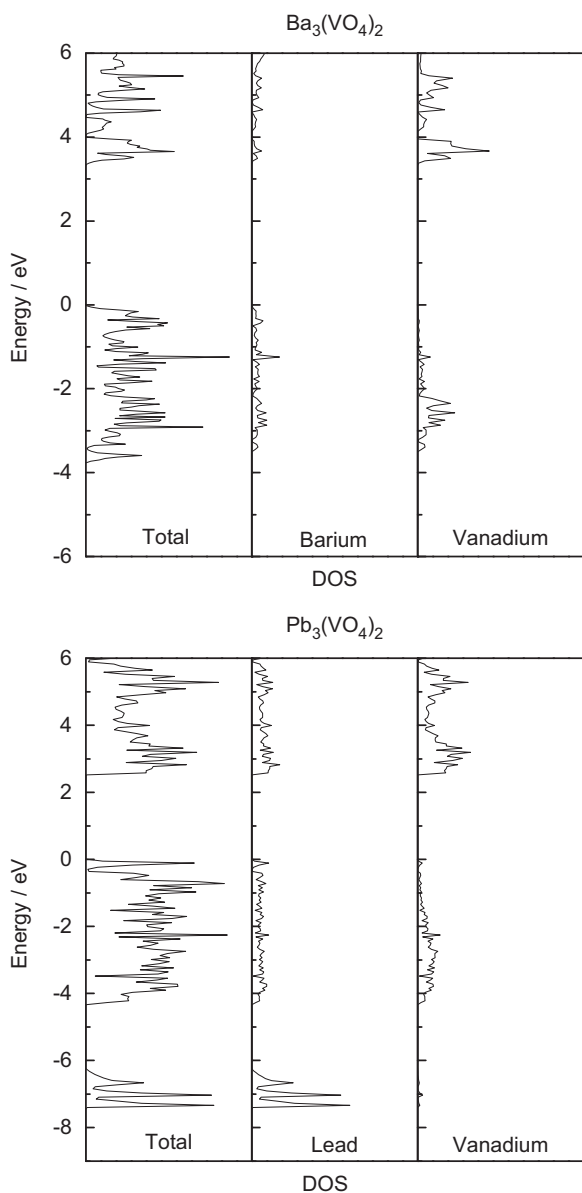 Ba₃(VO₄)₂
6
4
2
0
-2
-4
-6
Energy / eV
Total
Barium
Vanadium
DOS
Pb₃(VO₄)₂
6
4
2
0
-2
-4
-6
-8
Energy / eV
Total
Lead
Vanadium
DOS